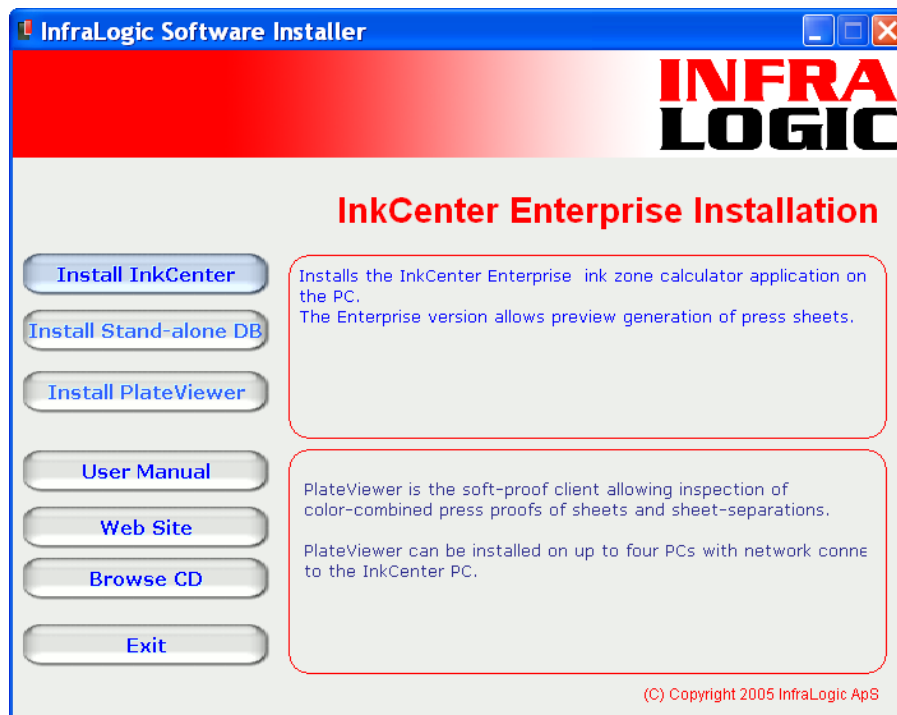 InfraLogic Software Installer
INFRA
LOGIC
InkCenter Enterprise Installation
Install InkCenter
Install Stand-alone DB
Install PlateViewer
User Manual
Web Site
Browse CD
Exit
Installs the InkCenter Enterprise ink zone calculator application on
the PC.
The Enterprise version allows preview generation of press sheets.
PlateViewer is the soft-proof client allowing inspection of
color-combined press proofs of sheets and sheet-separations.
PlateViewer can be installed on up to four PCs with network conne
to the InkCenter PC.
(C) Copyright 2005 InfraLogic ApS